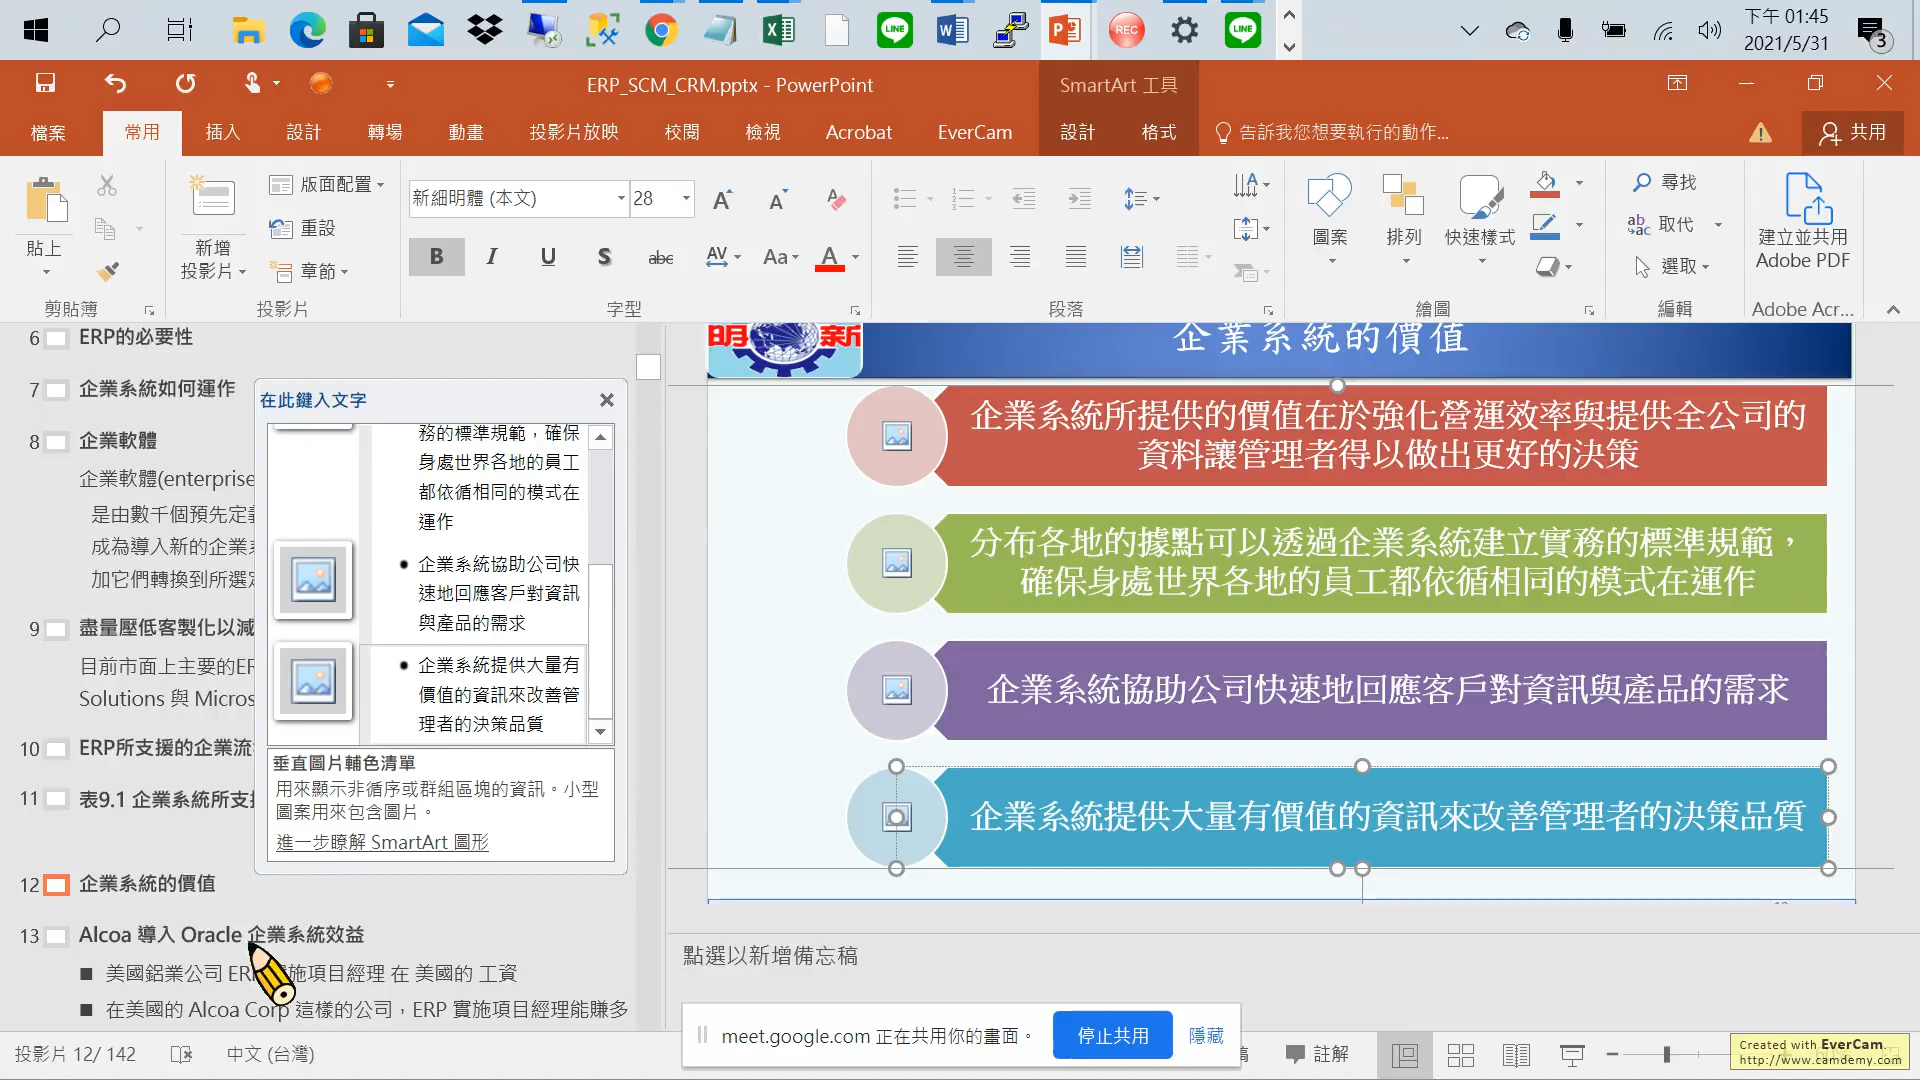 REC
LINE
LINE
下午 01:45
2021/5/31
3
ERP_SCM_CRM.pptx - PowerPoint
SmartArt 工具
檔案
常用
插入
設計
轉場
動畫
投影片放映
校閱
檢視
Acrobat
EverCam
設計
格式
告訴我您想要執行的動作...
共用
貼上
新增
投影片
版面配置
重設
章節
新細明體 (本文)
28
B I U S abc AV Aa A
圖案
排列
快速樣式
尋找
取代
選取
建立並共用
Adobe PDF
剪貼簿
投影片
字型
段落
繪圖
編輯
Adobe Acr...
6 ERP的必要性
7 企業系統如何運作
8 企業軟體
企業軟體(enterprise
是由數千個預先定義
成為導入新的企業系
加它們轉換到所選定
9 盡量壓低客製化以減
目前市面上主要的ER
Solutions 與 Micros
10 ERP所支援的企業流
11 表9.1 企業系統所支
12 企業系統的價值
13 Alcoa 導入 Oracle 企業系統效益
■ 美國鋁業公司 ERP 實施項目經理 在 美國的 工資
■ 在美國的 Alcoa Corp 這樣的公司，ERP 實施項目經理能賺多
在此鍵入文字
務的標準規範，確保
身處世界各地的員工
都依循相同的模式在
運作
• 企業系統協助公司快
速地回應客戶對資訊
與產品的需求
• 企業系統提供大量有
價值的資訊來改善管
理者的決策品質
垂直圖片輔色清單
用來顯示非循序或群組區塊的資訊。小型
圖案用來包含圖片。
進一步瞭解 SmartArt 圖形
明 新
企業系統的價值
企業系統所提供的價值在於強化營運效率與提供全公司的
資料讓管理者得以做出更好的決策
分布各地的據點可以透過企業系統建立實務的標準規範，
確保身處世界各地的員工都依循相同的模式在運作
企業系統協助公司快速地回應客戶對資訊與產品的需求
企業系統提供大量有價值的資訊來改善管理者的決策品質
點選以新增備忘稿
meet.google.com 正在共用你的畫面。
停止共用
隱藏
投影片 12/ 142
中文 (台灣)
註解
Created with EverCam.
http://www.camdemy.com